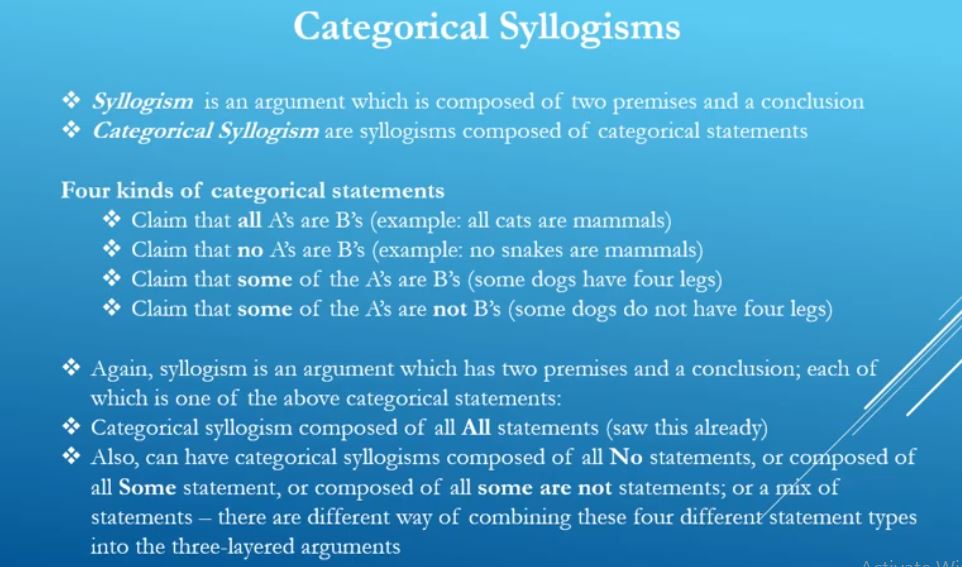 Categorical Syllogisms
❖ Syllogism is an argument which is composed of two premises and a conclusion
❖ Categorical Syllogism are syllogisms composed of categorical statements
Four kinds of categorical statements
❖ Claim that all A's are B's (example: all cats are mammals)
❖ Claim that no A's are B's (example: no snakes are mammals)
❖ Claim that some of the A's are B's (some dogs have four legs)
❖ Claim that some of the A's are not B's (some dogs do not have four legs)
❖ Again, syllogism is an argument which has two premises and a conclusion; each of
which is one of the above categorical statements:
❖ Categorical syllogism composed of all All statements (saw this already)
❖ Also, can have categorical syllogisms composed of all No statements, or composed of
all Some statement, or composed of all some are not statements; or a mix of
statements – there are different way of combining these four different statement types
into the three-layered arguments